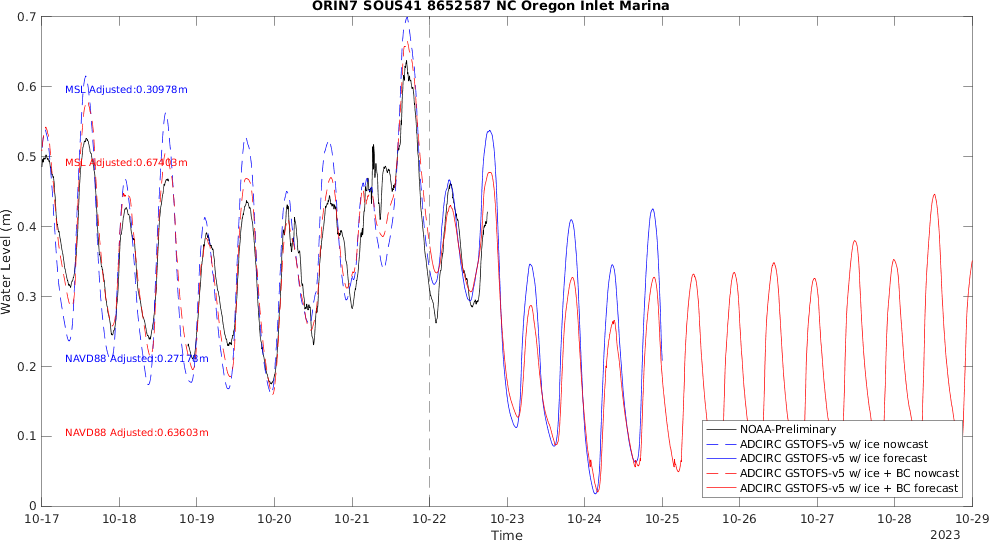 ORIN7 SOUS41 8652587 NC Oregon Inlet Marina
0.7
0.6
0.5
0.4
0.3
0.2
0.1
0
Water Level (m)
MSL Adjusted:0.30978m
MSL Adjusted:0.67403m
NAVD88 Adjusted:0.27178m
NAVD88 Adjusted:0.63603m
NOAA-Preliminary
ADCIRC GSTOFS-v5 w/ ice nowcast
ADCIRC GSTOFS-v5 w/ ice forecast
ADCIRC GSTOFS-v5 w/ ice + BC nowcast
ADCIRC GSTOFS-v5 w/ ice + BC forecast
10-17 10-18 10-19 10-20 10-21 10-22 10-23 10-24 10-25 10-26 10-27 10-28 10-29
Time
2023